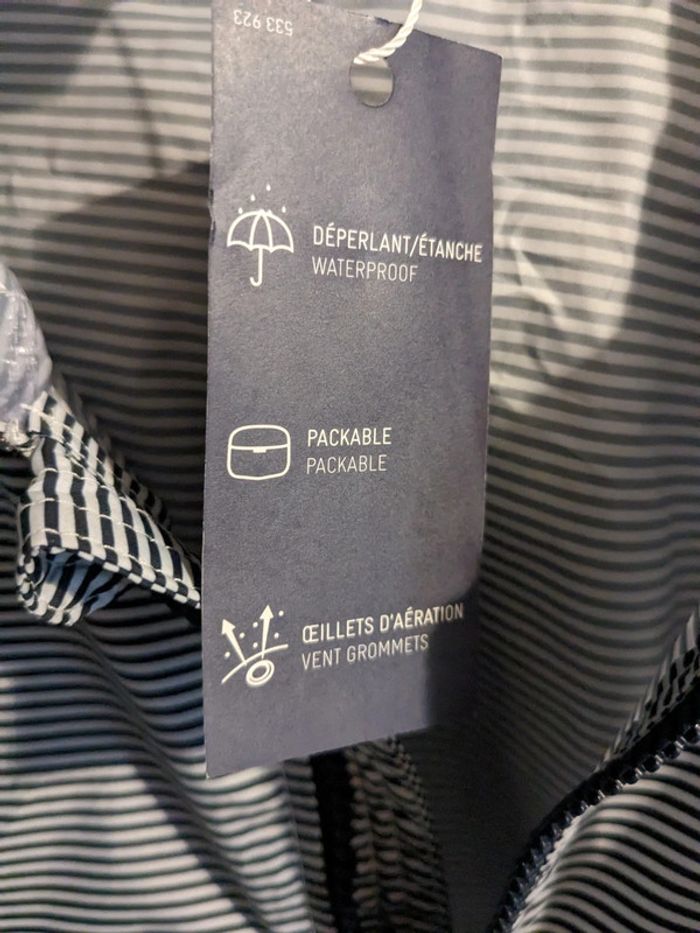 533 923
DÉPERLANT/ÉTANCHE
WATERPROOF
PACKABLE
PACKABLE
ŒILLETS D'AÉRATION
VENT GROMMETS